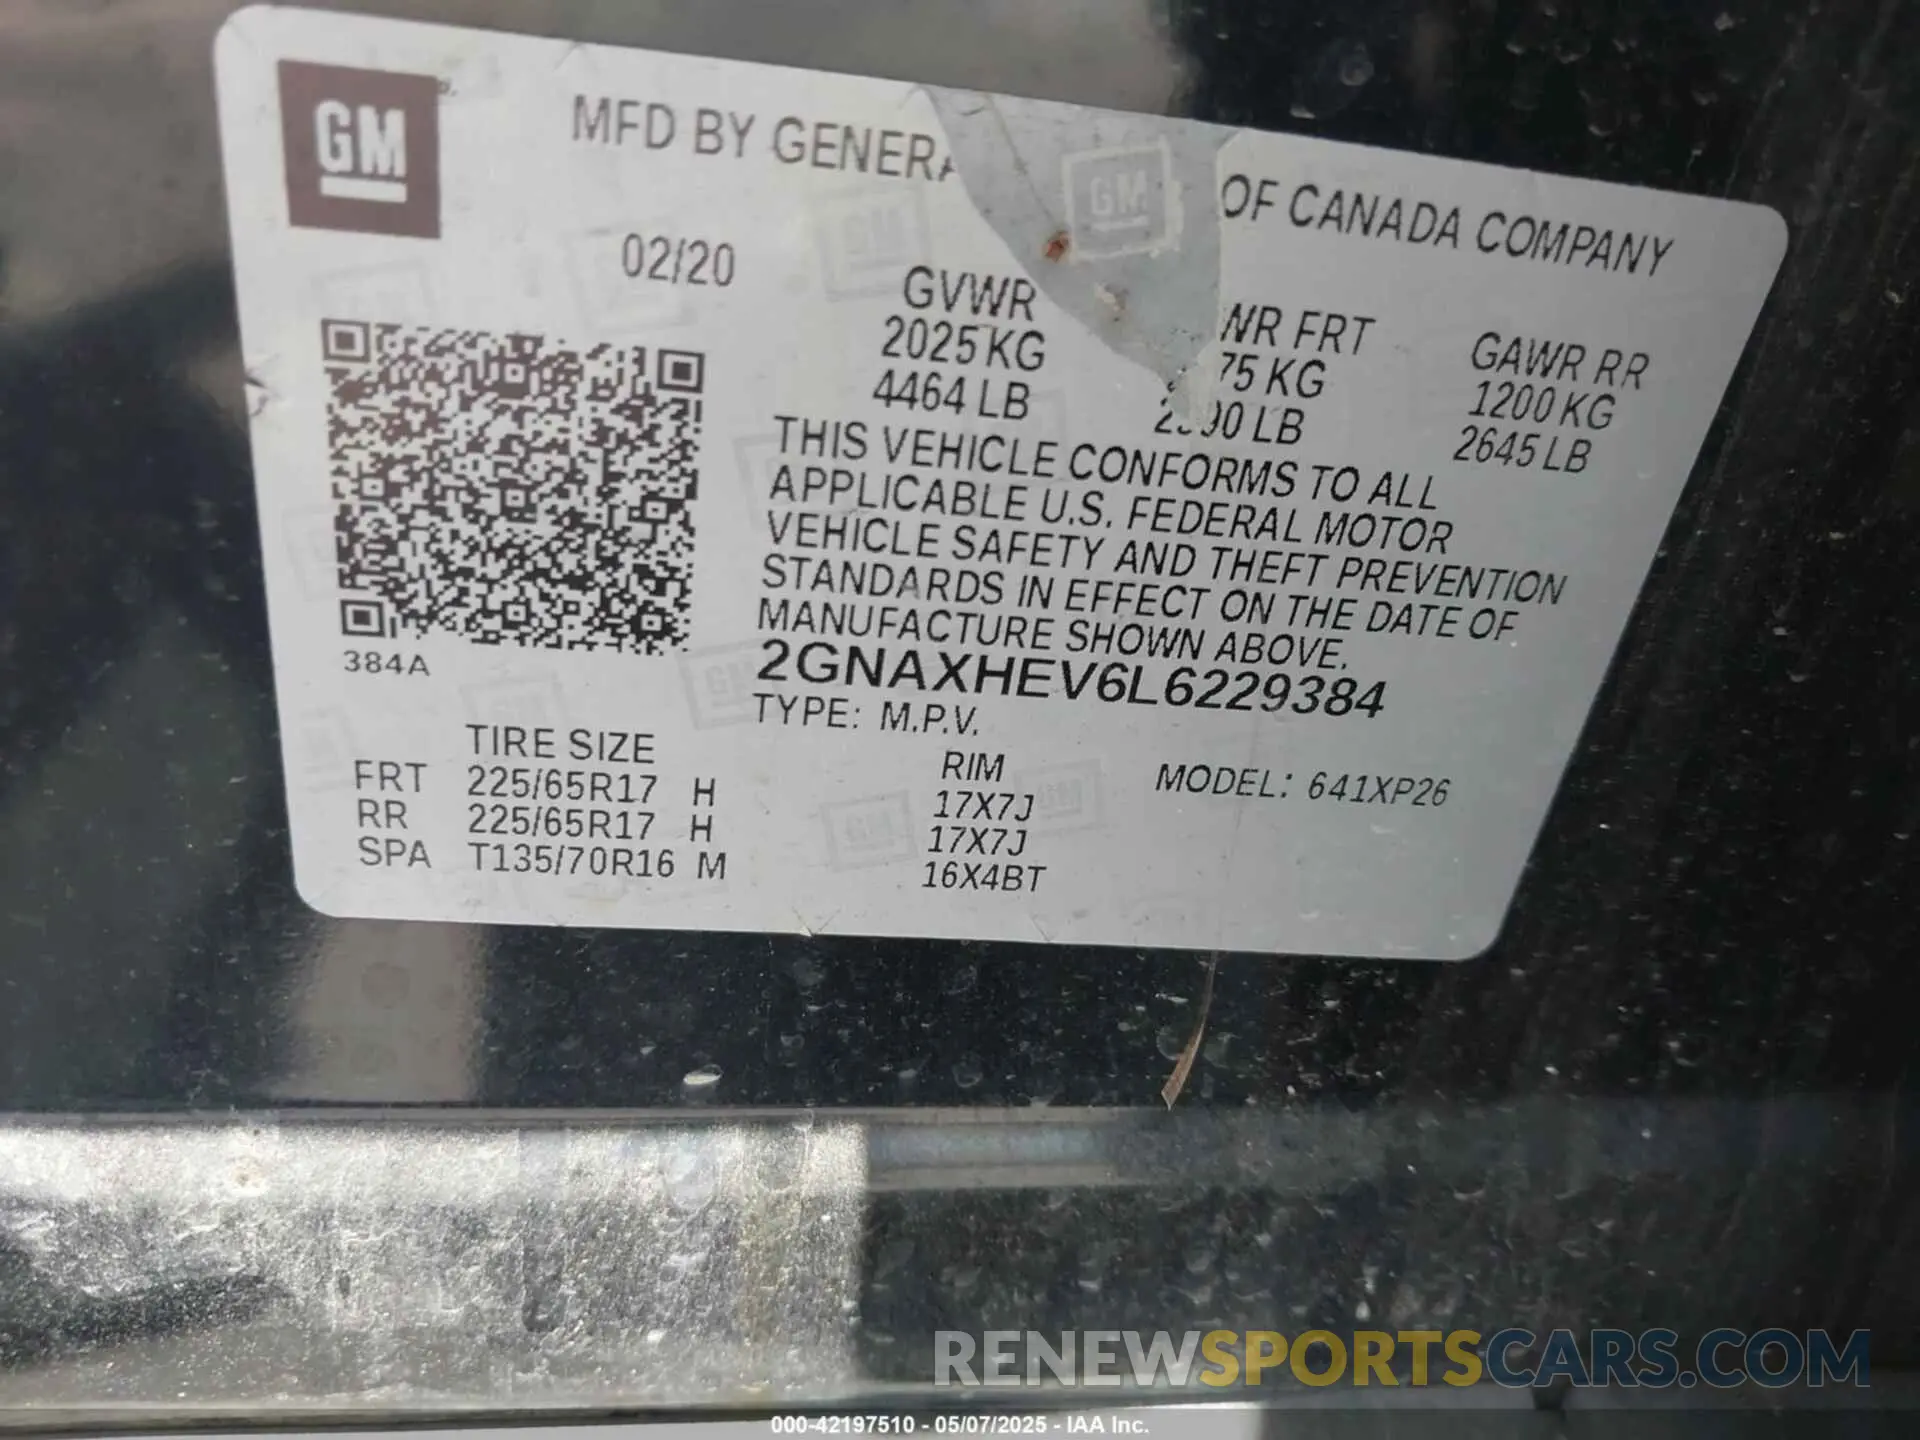 GM
MFD BY GENERA OF CANADA COMPANY
02/20
GVWR WR FRT GAWR RR
2025 KG 75 KG 1200 KG
4464 LB LB 2645 LB
THIS VEHICLE CONFORMS TO ALL
APPLICABLE U.S. FEDERAL MOTOR
VEHICLE SAFETY AND THEFT PREVENTION
STANDARDS IN EFFECT ON THE DATE OF
MANUFACTURE SHOWN ABOVE.
384A
2GNAXHEV6L6229384
TYPE: M.P.V.
TIRE SIZE RIM MODEL: 641XP26
FRT 225/65R17 H 17X7J
RR 225/65R17 H 17X7J
SPA T135/70R16 M 16X4BT
RENEWSPORTSCARS.COM
000-42197510 - 05/07/2025 - IAA Inc.